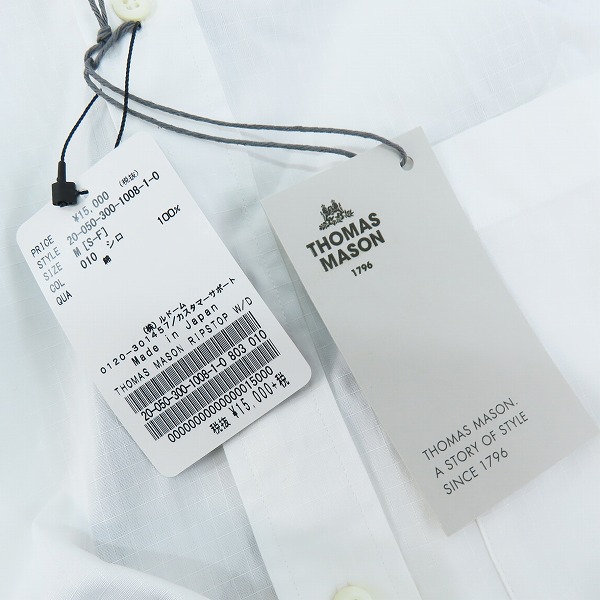 PRICE ¥15,000 (税抜)
STYLE 20-050-300-1008-1-0
SIZE M [S-F]
COL 010 シロ
QUA 綿 100%
(株)ルドーム
0120-301457/カスタマーサポート
Made in Japan
THOMAS MASON RIPSTOP W/D
20-050-300-1008-1-0 803 010
00000000000000015000
税抜 ¥15,000+税
THOMAS
MASON
1796
THOMAS MASON.
A STORY OF STYLE
SINCE 1796